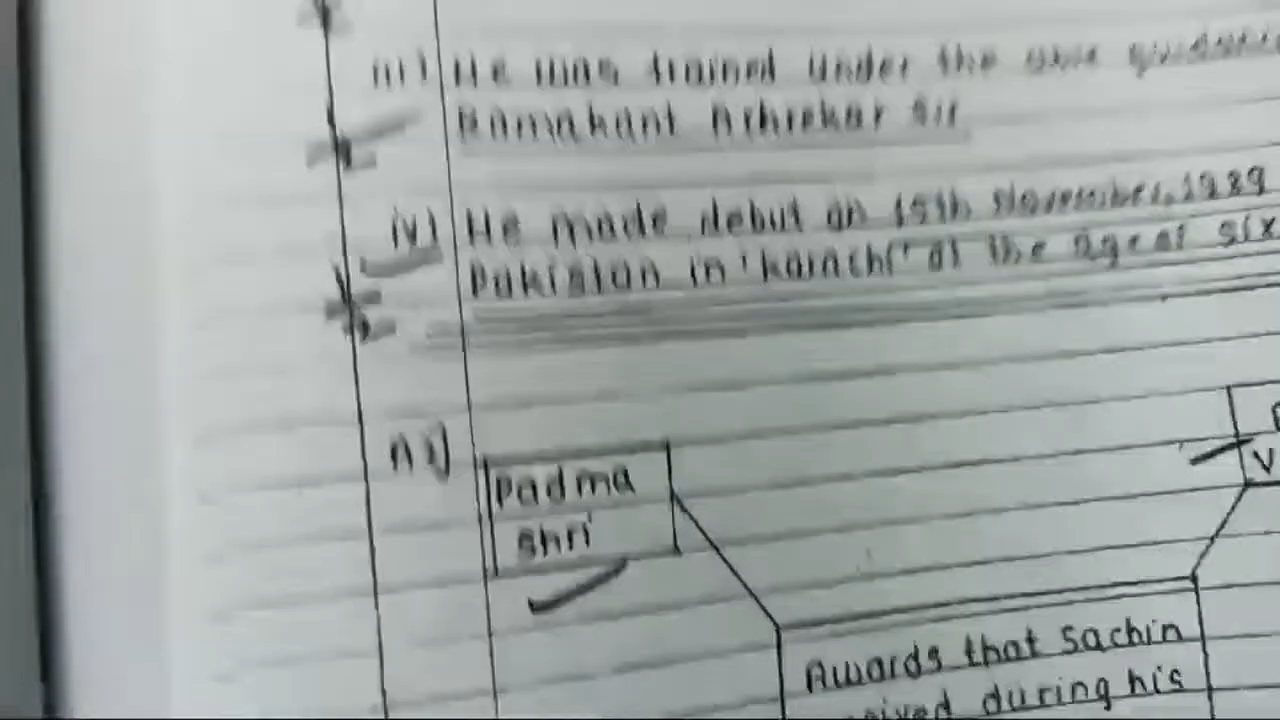 iii) He was trained under the
Ramakant Achrekar sir
iv) He made debut on 15th November, 1989
Pakistan in 'karachi' at the age of six
A2)
Padma
Shri
V
Awards that Sachin
during his